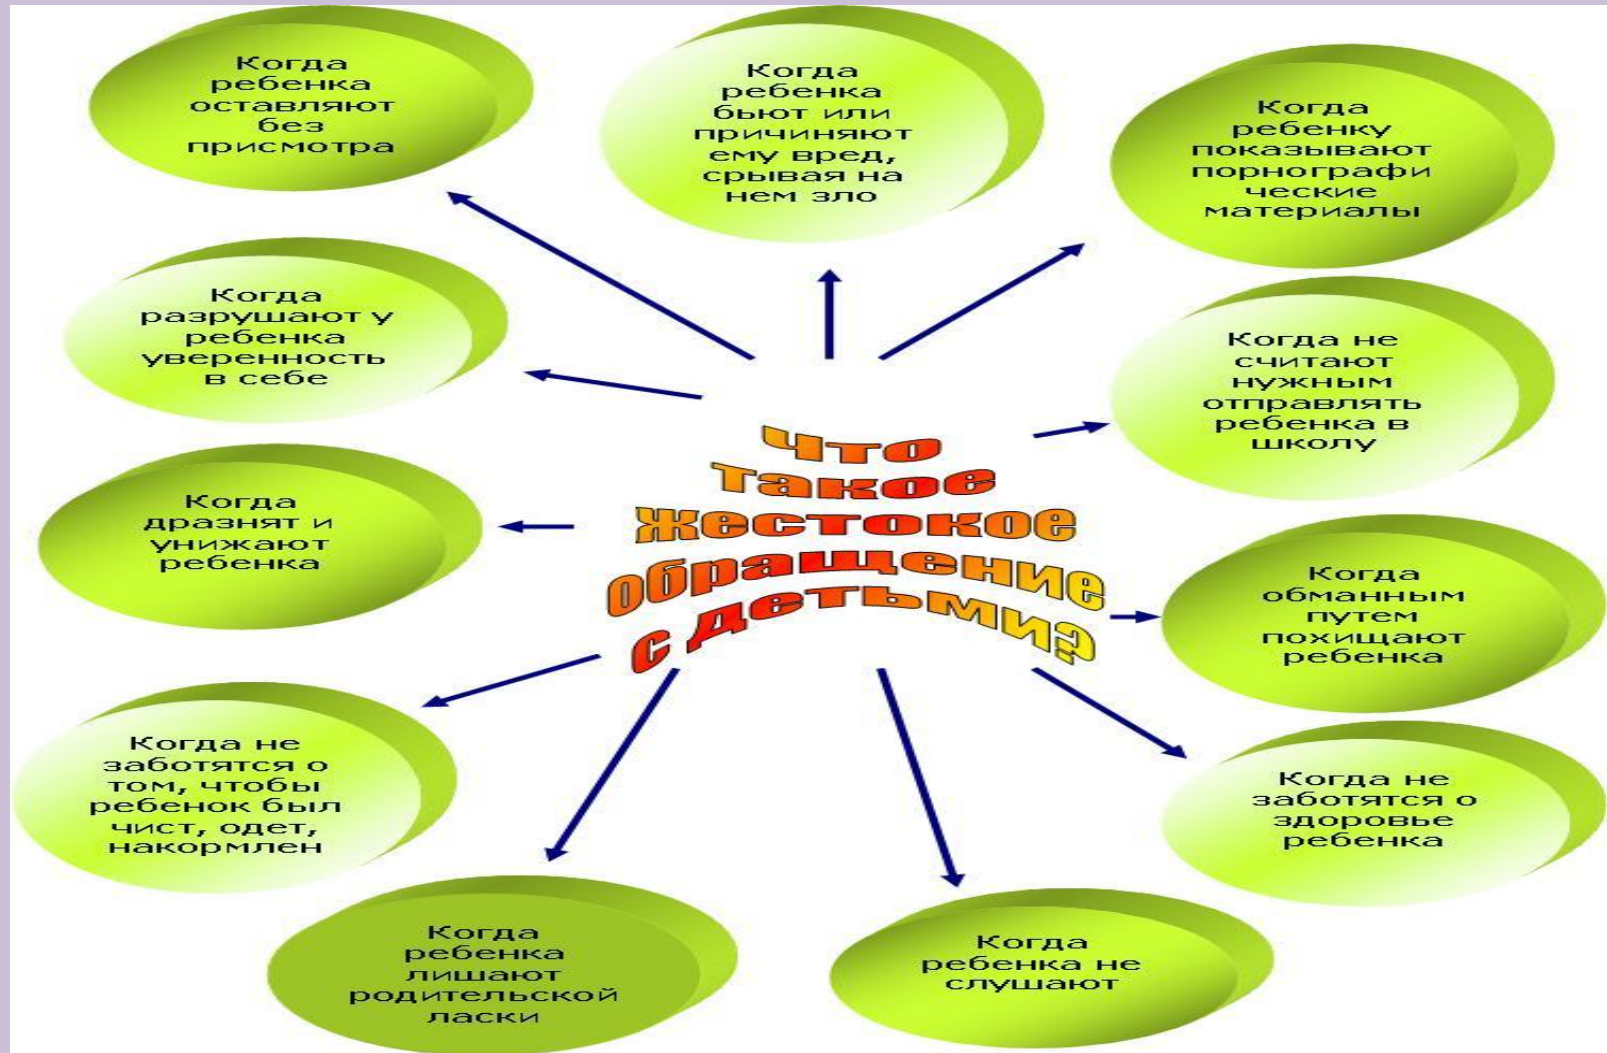 Когда
ребенка
оставляют
без
присмотра
Когда
ребенка
бьют или
причиняют
ему вред,
срывая на
нем зло
Когда
ребенку
показывают
порнографи
ческие
материалы
Когда
разрушают у
ребенка
уверенность
в себе
Когда не
считают
нужным
отправлять
ребенка в
школу
Что
такое
жестокое
обращение
с детьми?
Когда
дразнят и
унижают
ребенка
Когда
обманным
путем
похищают
ребенка
Когда не
заботятся о
том, чтобы
ребенок был
чист, одет,
накормлен
Когда не
заботятся о
здоровье
ребенка
Когда
ребенка
лишают
родительской
ласки
Когда
ребенка не
слушают